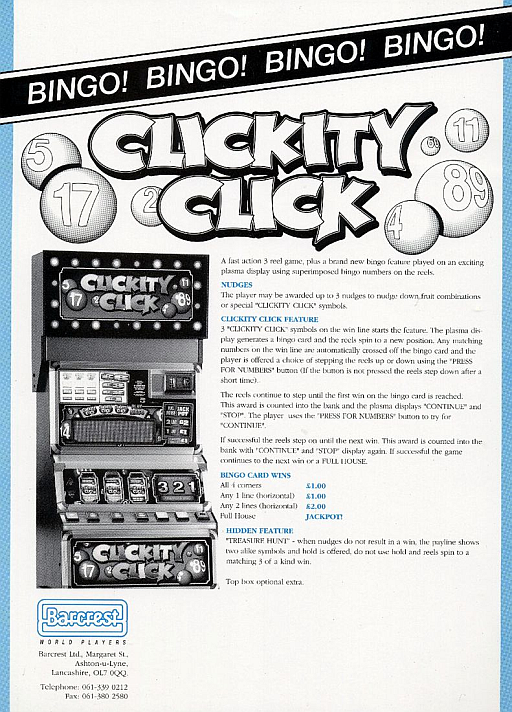 BINGO! BINGO! BINGO! BINGO!
CLICKITY
CLICK
5
17
2
69
11
89
4
A fast action 3 reel game, plus a brand new bingo feature played on an exciting
plasma display using superimposed bingo numbers on the reels.
NUDGES
The player may be awarded up to 3 nudges to nudge down fruit combinations
or special "CLICKITY CLICK" symbols.
CLICKITY CLICK FEATURE
3 "CLICKITY CLICK" symbols on the win line starts the feature. The plasma dis-
play generates a bingo card and the reels spin to a new position. Any matching
numbers on the win line are automatically crossed off the bingo card and the
player is offered a choice of stepping the reels up or down using the "PRESS
FOR NUMBERS" button (If the button is not pressed the reels step down after a
short time).
The reels continue to step until the first win on the bingo card is reached.
This award is counted into the bank and the plasma displays "CONTINUE" and
"STOP". The player uses the "PRESS FOR NUMBERS" button to try for
"CONTINUE".
If successful the reels step on until the next win. This award is counted into the
bank with "CONTINUE" and "STOP" display again. If successful the game
continues to the next win or a FULL HOUSE.
BINGO CARD WINS
All 4 corners £1.00
Any 1 line (horizontal) £1.00
Any 2 lines (horizontal) £2.00
Full House JACKPOT!
HIDDEN FEATURE
"TREASURE HUNT" - when nudges do not result in a win, the payline shows
two alike symbols and hold is offered, do not use hold and reels spin to a
matching 3 of a kind win.
Top box optional extra.
CLICKITY
CLICK
5
17
11
89
3 2 1
CLICKITY
CLICK
5
17
11
89
Barcrest
WORLD PLAYERS
Barcrest Ltd., Margaret St.,
Ashton-u-Lyne,
Lancashire, OL7 0QQ.
Telephone: 061-339 0212
Fax: 061-380 2580